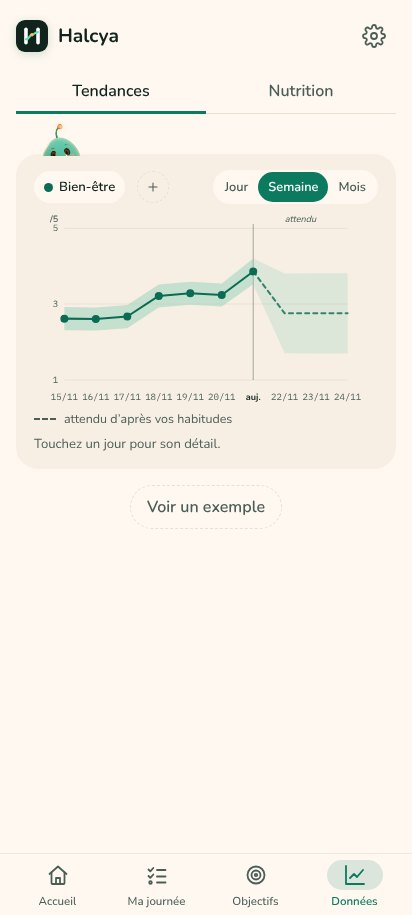 Halcya
Tendances
Nutrition
Bien-être
+
Jour
Semaine
Mois
/5
attendu
5
3
1
15/11 16/11 17/11 18/11 19/11 20/11 auj. 22/11 23/11 24/11
attendu d’après vos habitudes
Touchez un jour pour son détail.
Voir un exemple
Accueil
Ma journée
Objectifs
Données